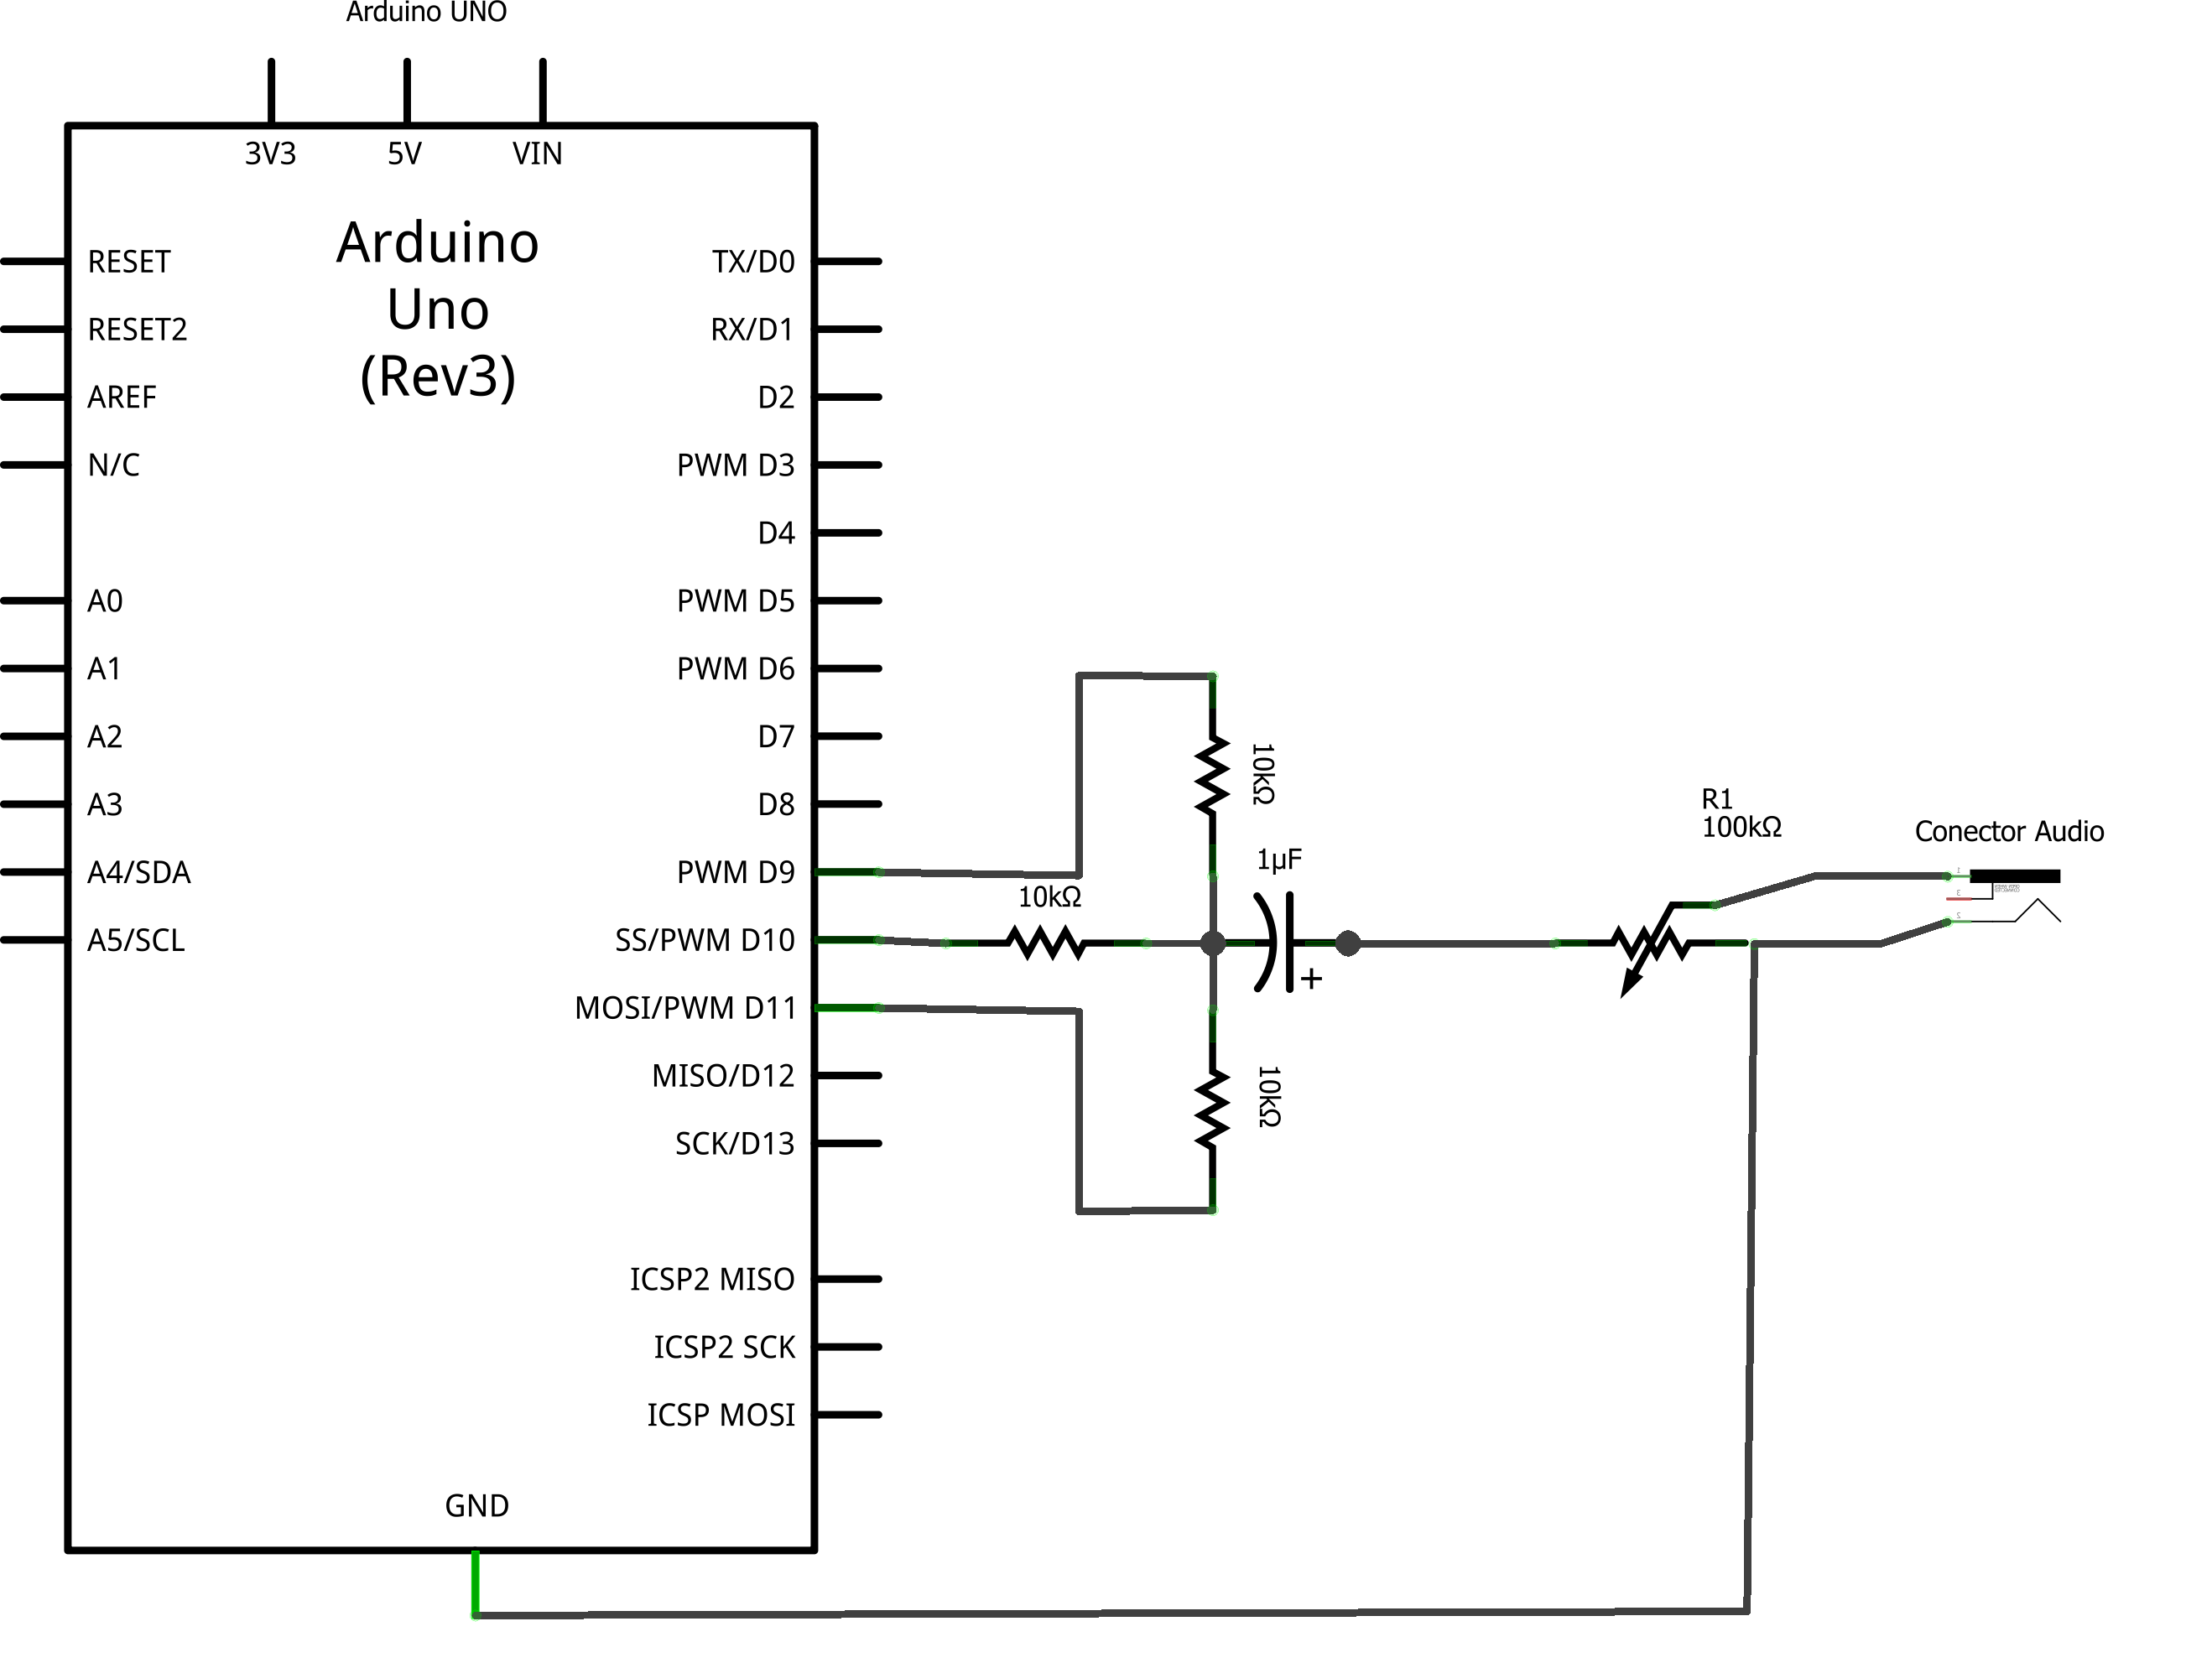 Arduino UNO
3V3
5V
VIN
Arduino
Uno
(Rev3)
RESET
RESET2
AREF
N/C
A0
A1
A2
A3
A4/SDA
A5/SCL
TX/D0
RX/D1
D2
PWM D3
D4
PWM D5
PWM D6
D7
D8
PWM D9
SS/PWM D10
MOSI/PWM D11
MISO/D12
SCK/D13
ICSP2 MISO
ICSP2 SCK
ICSP MOSI
GND
10kΩ
10kΩ
1µF
+
10kΩ
R1
100kΩ
Conector Audio
1
3
2